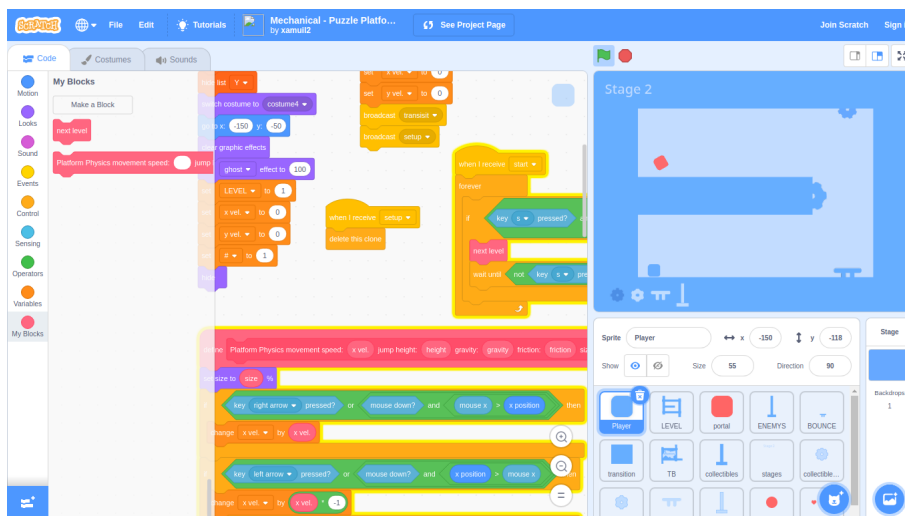 SCRATCH
File
Edit
Tutorials
Mechanical - Puzzle Platfo...
by xamuil2
See Project Page
Join Scratch
Sign
Code
Costumes
Sounds
Motion
Looks
Sound
Events
Control
Sensing
Operators
Variables
My Blocks
My Blocks
Make a Block
next level
Platform Physics movement speed: jump
list Y
switch costume to costume4
x: -150 y: -50
graphic effects
ghost effect to 100
LEVEL to 1
x vel. to 0
y vel. to 0
# to 1
set x vel. to 0
set y vel. to 0
broadcast transisit
broadcast setup
when I receive setup
delete this clone
when I receive start
forever
if key s pressed?
next level
wait until not key s
Platform Physics movement speed: x vel jump height: height gravity: gravity friction: friction
size to size %
key right arrow pressed? or mouse down? and mouse x > x position then
change x vel. by x vel
key left arrow pressed? or mouse down? and x position > mouse x
change x vel. by x vel * -1
Stage 2
Sprite
Player
x
-150
y
-118
Show
Size
55
Direction
90
Stage
Backdrops
1
Player
LEVEL
portal
ENEMYS
BOUNCE
transition
TB
collectibles
stages
collectible...